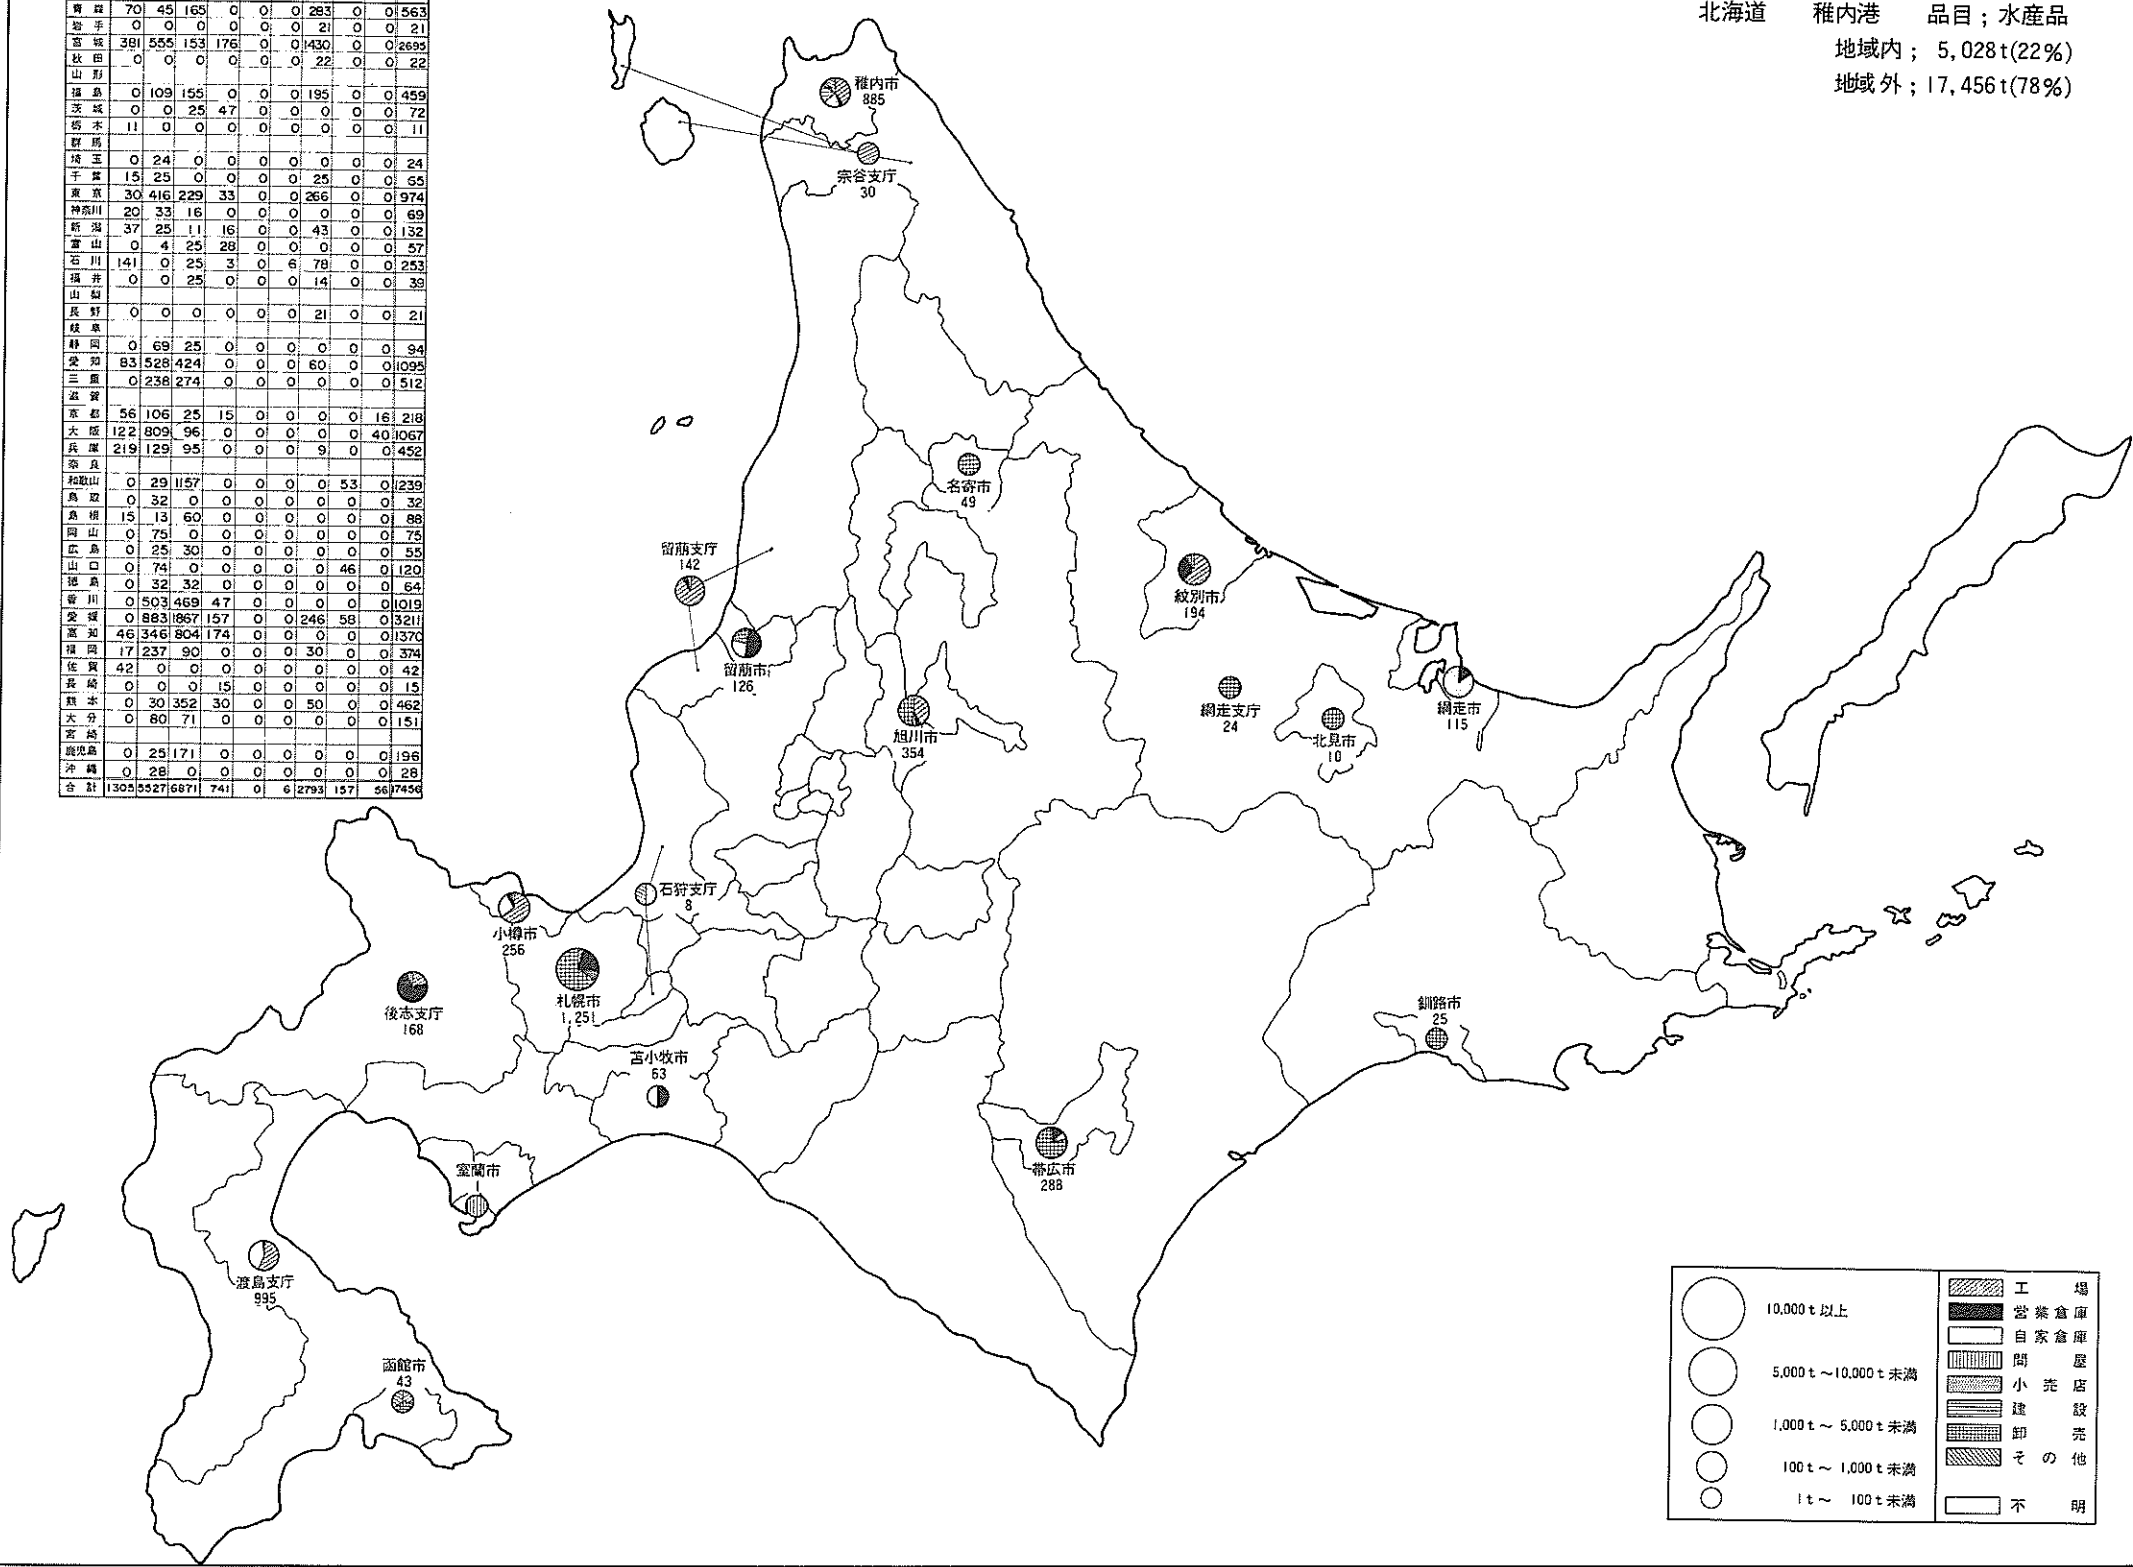 北海道 稚内港 品目；水産品
地域内； 5,028t(22%)
地域外；17,456t(78%)
青森 70 45 165 0 0 0 283 0 0 563
岩手 0 0 0 0 0 0 21 0 0 21
宮城 381 555 153 176 0 0 1430 0 0 2695
秋田 0 0 0 0 0 0 22 0 0 22
山形
福島 0 109 155 0 0 0 195 0 0 459
茨城 0 0 25 47 0 0 0 0 0 72
栃木 11 0 0 0 0 0 0 0 0 11
群馬
埼玉 0 24 0 0 0 0 0 0 0 24
千葉 15 25 0 0 0 0 25 0 0 65
東京 30 416 229 33 0 0 266 0 0 974
神奈川 20 33 16 0 0 0 0 0 0 69
新潟 37 25 11 16 0 0 43 0 0 132
富山 0 4 25 28 0 0 0 0 0 57
石川 141 0 25 3 0 6 78 0 0 253
福井 0 0 25 0 0 0 14 0 0 39
山梨
長野 0 0 0 0 0 0 21 0 0 21
岐阜
静岡 0 69 25 0 0 0 0 0 0 94
愛知 83 528 424 0 0 0 60 0 0 1095
三重 0 238 274 0 0 0 0 0 0 512
滋賀
京都 56 106 25 15 0 0 0 0 16 218
大阪 122 809 96 0 0 0 0 0 40 1067
兵庫 219 129 95 0 0 0 9 0 0 452
奈良
和歌山 0 29 1157 0 0 0 0 53 0 1239
鳥取 0 32 0 0 0 0 0 0 0 32
島根 15 13 60 0 0 0 0 0 0 88
岡山 0 75 0 0 0 0 0 0 0 75
広島 0 25 30 0 0 0 0 0 0 55
山口 0 74 0 0 0 0 0 46 0 120
徳島 0 32 32 0 0 0 0 0 0 64
香川 0 503 469 47 0 0 0 0 0 1019
愛媛 0 883 1867 157 0 0 246 58 0 3211
高知 46 346 804 174 0 0 0 0 0 1370
福岡 17 237 90 0 0 0 30 0 0 374
佐賀 42 0 0 0 0 0 0 0 0 42
長崎 0 0 0 15 0 0 0 0 0 15
熊本 0 30 352 30 0 0 50 0 0 462
大分 0 80 71 0 0 0 0 0 0 151
宮崎
鹿児島 0 25 171 0 0 0 0 0 0 196
沖縄 0 28 0 0 0 0 0 0 0 28
合計 1305 5527 6871 741 0 6 2793 157 56 17456
稚内市
885
宗谷支庁
30
名寄市
49
留萠支庁
142
紋別市
194
留萠市
126
網走支庁
24
網走市
115
旭川市
354
北見市
10
石狩支庁
8
小樽市
256
札幌市
1,251
後志支庁
168
釧路市
25
苫小牧市
63
帯広市
288
室蘭市
1
渡島支庁
995
函館市
43
10,000t以上
5,000t～10,000t未満
1,000t～5,000t未満
100t～1,000t未満
1t～100t未満
工場
営業倉庫
自家倉庫
問屋
小売店
建設
卸売
その他
不明